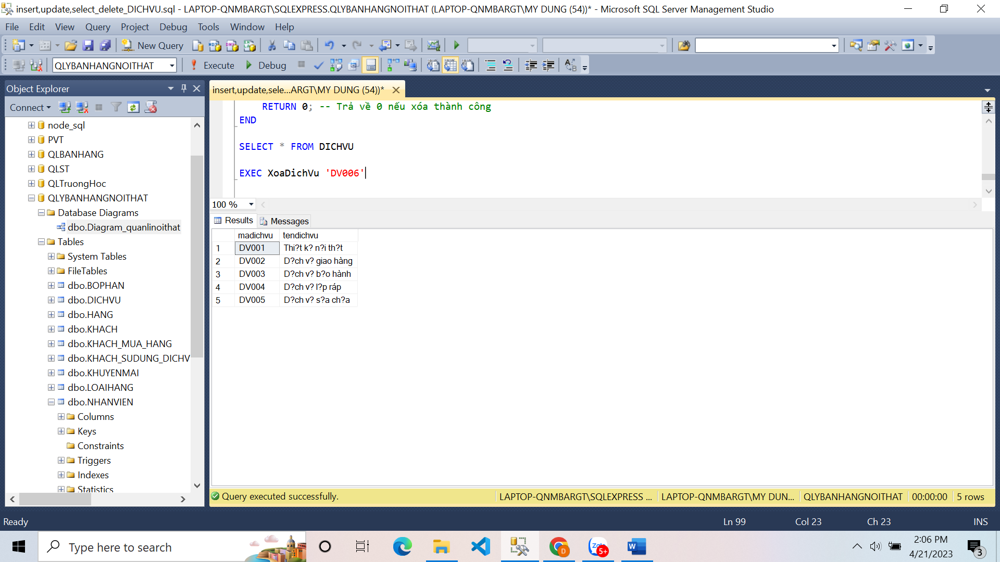 insert,update,select_delete_DICHVU.sql - LAPTOP-QNMBARGT\SQLEXPRESS.QLYBANHANGNOITHAT (LAPTOP-QNMBARGT\MY DUNG (54))* - Microsoft SQL Server Management Studio
File Edit View Query Project Debug Tools Window Help
New Query
QLYBANHANGNOITHAT Execute Debug
Object Explorer
Connect
node_sql
PVT
QLBANHANG
QLST
QLTruongHoc
QLYBANHANGNOITHAT
Database Diagrams
dbo.Diagram_quanlinoithat
Tables
System Tables
FileTables
dbo.BOPHAN
dbo.DICHVU
dbo.HANG
dbo.KHACH
dbo.KHACH_MUA_HANG
dbo.KHACH_SUDUNG_DICHV
dbo.KHUYENMAI
dbo.LOAIHANG
dbo.NHANVIEN
Columns
Keys
Constraints
Triggers
Indexes
Statistics
insert,update,sele...ARGT\MY DUNG (54))*
RETURN 0; -- Trả về 0 nếu xóa thành công
END
SELECT * FROM DICHVU
EXEC XoaDichVu 'DV006'
100 %
Results Messages
madichvu tendichvu
1 DV001 Thi?t k? n?i th?t
2 DV002 D?ch v? giao hàng
3 DV003 D?ch v? b?o hành
4 DV004 D?ch v? l?p ráp
5 DV005 D?ch v? s?a ch?a
Query executed successfully. LAPTOP-QNMBARGT\SQLEXPRESS ... LAPTOP-QNMBARGT\MY DUN... QLYBANHANGNOITHAT 00:00:00 5 rows
Ready Ln 99 Col 23 Ch 23 INS
Type here to search
5+
2:06 PM
4/21/2023
3